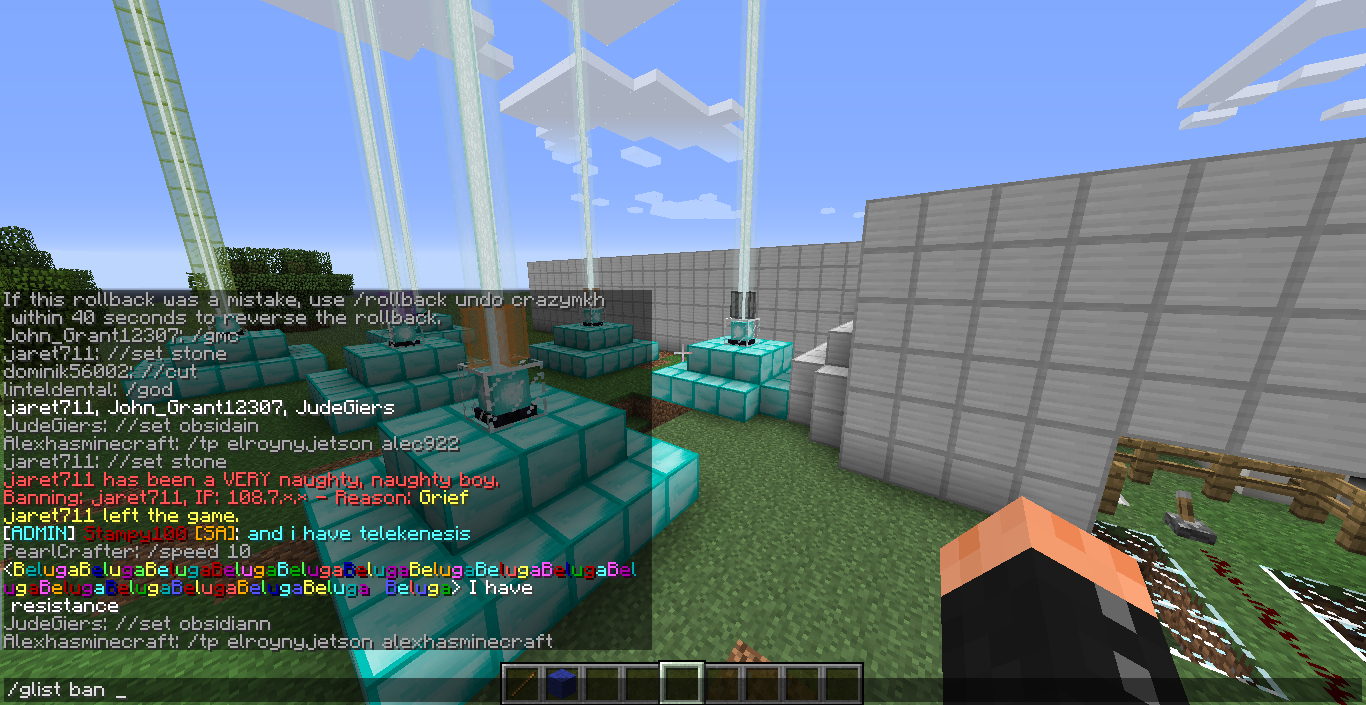 If this rollback was a mistake, use /rollback undo crazymkh
within 40 seconds to reverse the rollback.
John_Grant12307: /gmc
jaret711: //set stone
dominik56002: //cut
linteldental: /god
jaret711, John_Grant12307, JudeGiers
JudeGiers: //set obsidain
Alexhasminecraft: /tp elroynyjetson alec922
jaret711: //set stone
jaret711 has been a VERY naughty, naughty boy.
Banning: jaret711, IP: 108.7.*.* - Reason: Grief
jaret711 left the game.
[ADMIN] Stampy100 [SA]: and i have telekenesis
PearlCrafter: /speed 10
<BelugaBelugaBelugaBelugaBelugaBelugaBelugaBelugaBelugaBel
ugaBelugaBelugaBelugaBelugaBeluga Beluga> I have
resistance
JudeGiers: //set obsidiann
Alexhasminecraft: /tp elroynyjetson alexhasminecraft
/glist ban _